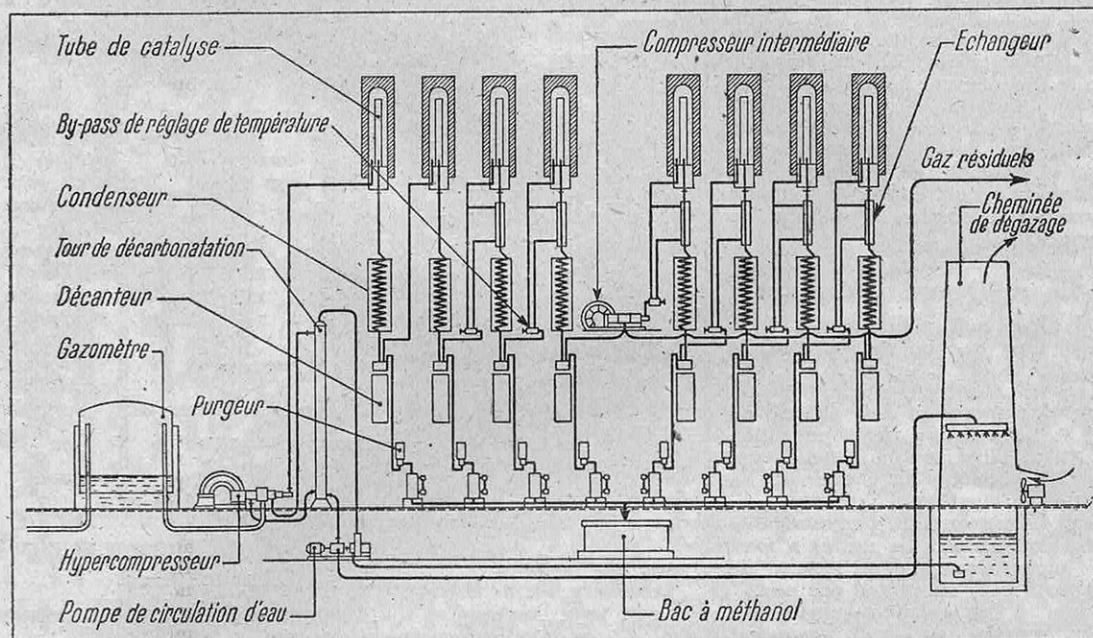 Tube de catalyse
Compresseur intermédiaire
Echangeur
By-pass de réglage de température
Gaz résiduels
Condenseur
Cheminée
de dégazage
Tour de décarbonatation
Décanteur
Gazomètre
Purgeur
Hypercompresseur
Pompe de circulation d'eau
Bac à méthanol